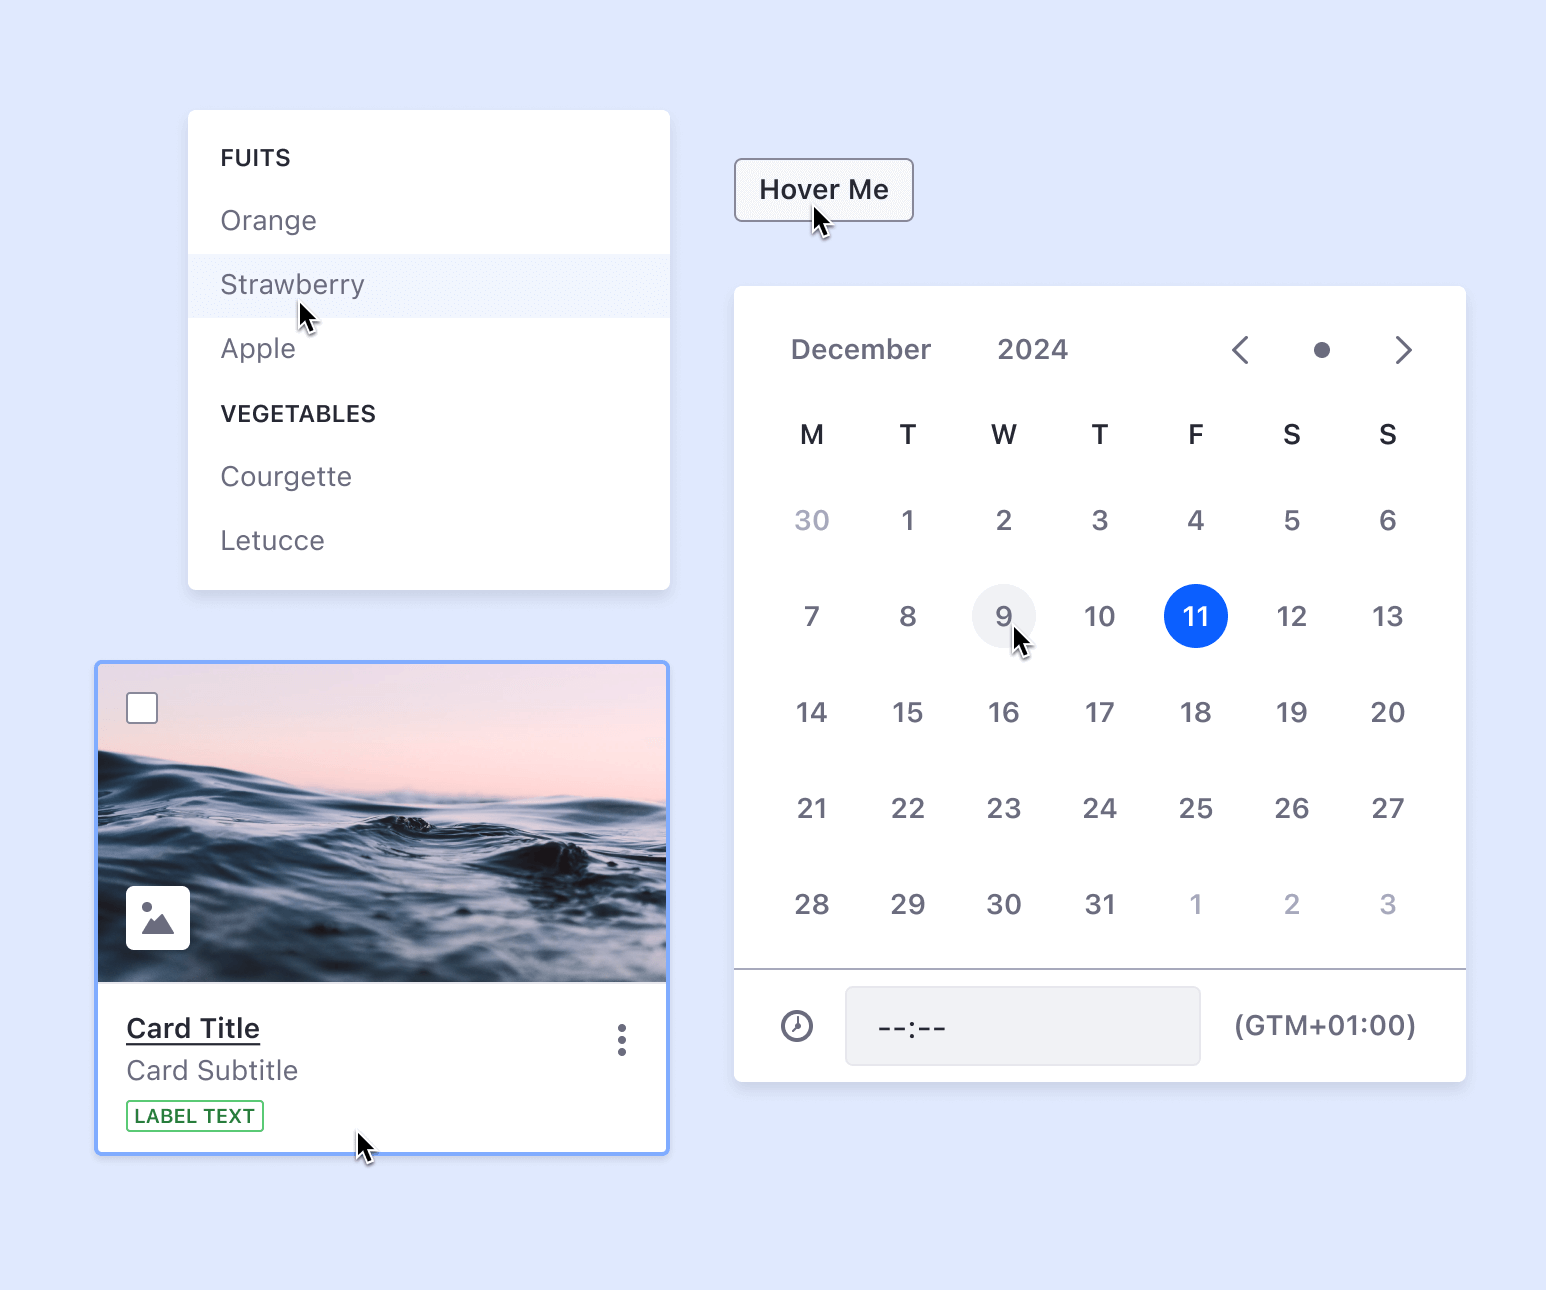 FUITS
Orange
Strawberry
Apple
VEGETABLES
Courgette
Letucce
Hover Me
December 2024
M T W T F S S
30 1 2 3 4 5 6
7 8 9 10 11 12 13
14 15 16 17 18 19 20
21 22 23 24 25 26 27
28 29 30 31 1 2 3
--:-- (GTM+01:00)
Card Title
Card Subtitle
LABEL TEXT